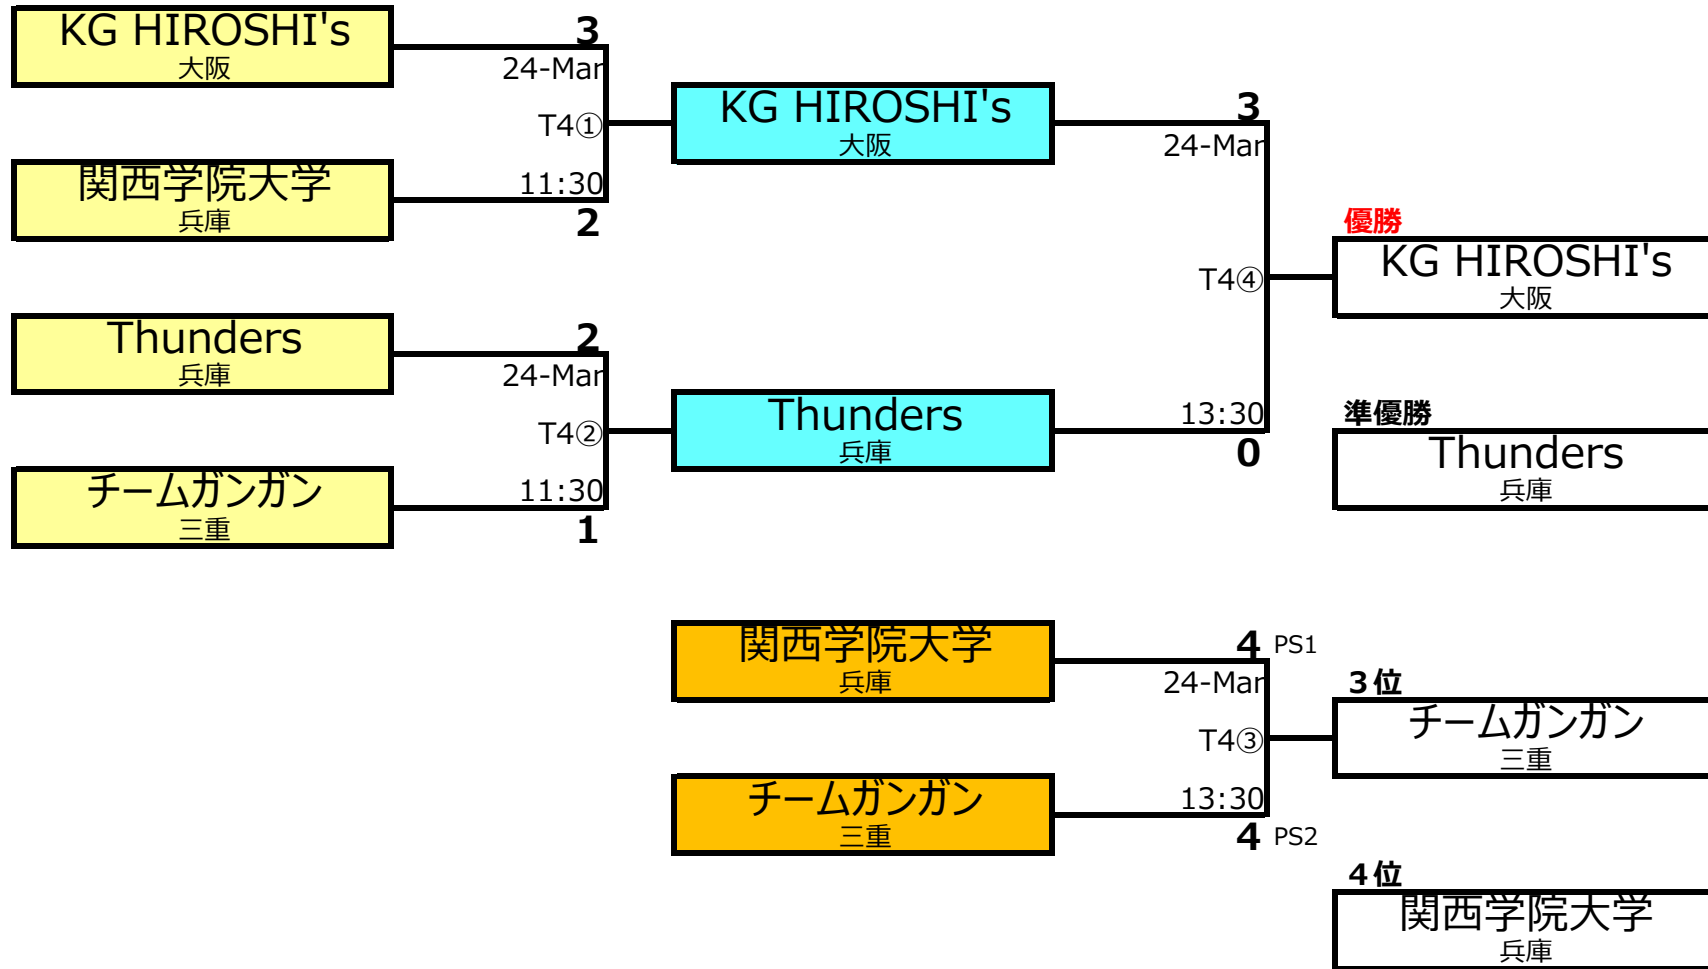 KG HIROSHI's
大阪
3
24-Mar
T4①
11:30
2
関西学院大学
兵庫
Thunders
兵庫
2
24-Mar
T4②
11:30
1
チームガンガン
三重
KG HIROSHI's
大阪
3
24-Mar
T4④
13:30
0
Thunders
兵庫
優勝
KG HIROSHI's
大阪
準優勝
Thunders
兵庫
関西学院大学
兵庫
4 PS1
24-Mar
T4③
13:30
4 PS2
チームガンガン
三重
３位
チームガンガン
三重
４位
関西学院大学
兵庫